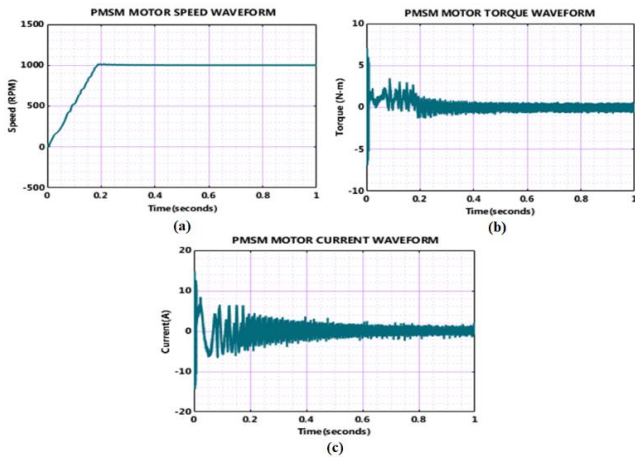 PMSM MOTOR SPEED WAVEFORM
1500
1000
500
0
-500
Speed (RPM)
0 0.2 0.4 0.6 0.8 1
Time(seconds)
(a)
PMSM MOTOR TORQUE WAVEFORM
10
5
0
-5
-10
Torque (N-m)
0 0.2 0.4 0.6 0.8 1
Time(seconds)
(b)
PMSM MOTOR CURRENT WAVEFORM
20
10
0
-10
-20
Current(A)
0 0.2 0.4 0.6 0.8 1
Time(seconds)
(c)